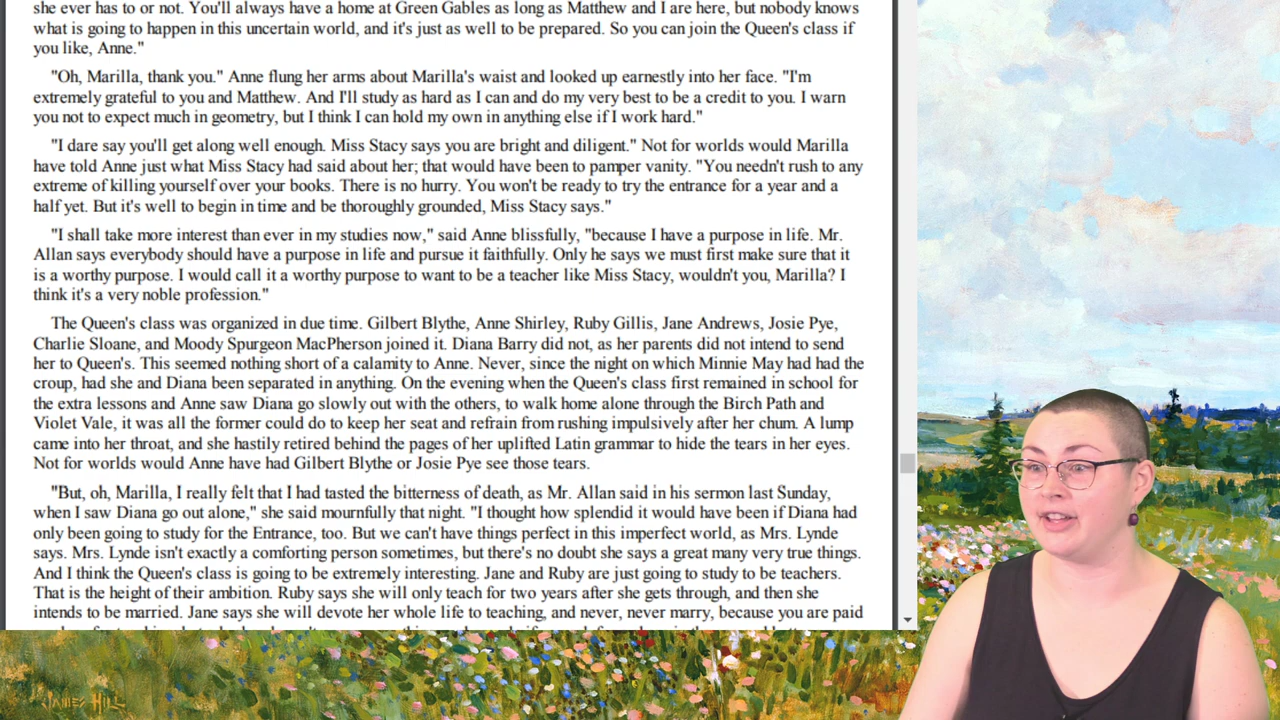 she ever has to or not. You'll always have a home at Green Gables as long as Matthew and I are here, but nobody knows
what is going to happen in this uncertain world, and it's just as well to be prepared. So you can join the Queen's class if
you like, Anne."
"Oh, Marilla, thank you." Anne flung her arms about Marilla's waist and looked up earnestly into her face. "I'm
extremely grateful to you and Matthew. And I'll study as hard as I can and do my very best to be a credit to you. I warn
you not to expect much in geometry, but I think I can hold my own in anything else if I work hard."
"I dare say you'll get along well enough. Miss Stacy says you are bright and diligent." Not for worlds would Marilla
have told Anne just what Miss Stacy had said about her; that would have been to pamper vanity. "You needn't rush to any
extreme of killing yourself over your books. There is no hurry. You won't be ready to try the entrance for a year and a
half yet. But it's well to begin in time and be thoroughly grounded, Miss Stacy says."
"I shall take more interest than ever in my studies now," said Anne blissfully, "because I have a purpose in life. Mr.
Allan says everybody should have a purpose in life and pursue it faithfully. Only he says we must first make sure that it
is a worthy purpose. I would call it a worthy purpose to want to be a teacher like Miss Stacy, wouldn't you, Marilla? I
think it's a very noble profession."
The Queen's class was organized in due time. Gilbert Blythe, Anne Shirley, Ruby Gillis, Jane Andrews, Josie Pye,
Charlie Sloane, and Moody Spurgeon MacPherson joined it. Diana Barry did not, as her parents did not intend to send
her to Queen's. This seemed nothing short of a calamity to Anne. Never, since the night on which Minnie May had had the
croup, had she and Diana been separated in anything. On the evening when the Queen's class first remained in school for
the extra lessons and Anne saw Diana go slowly out with the others, to walk home alone through the Birch Path and
Violet Vale, it was all the former could do to keep her seat and refrain from rushing impulsively after her chum. A lump
came into her throat, and she hastily retired behind the pages of her uplifted Latin grammar to hide the tears in her eyes.
Not for worlds would Anne have had Gilbert Blythe or Josie Pye see those tears.
"But, oh, Marilla, I really felt that I had tasted the bitterness of death, as Mr. Allan said in his sermon last Sunday,
when I saw Diana go out alone," she said mournfully that night. "I thought how splendid it would have been if Diana had
only been going to study for the Entrance, too. But we can't have things perfect in this imperfect world, as Mrs. Lynde
says. Mrs. Lynde isn't exactly a comforting person sometimes, but there's no doubt she says a great many very true things.
And I think the Queen's class is going to be extremely interesting. Jane and Ruby are just going to study to be teachers.
That is the height of their ambition. Ruby says she will only teach for two years after she gets through, and then she
intends to be married. Jane says she will devote her whole life to teaching, and never, never marry, because you are paid
JAMES HILL